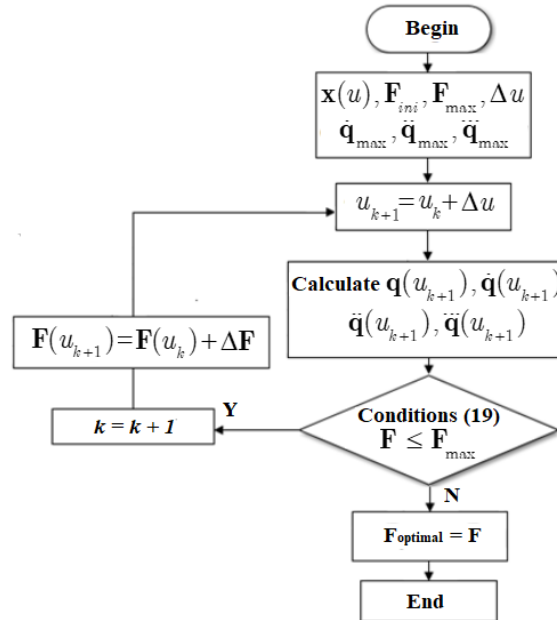 Begin
x(u), F_ini, F_max, Δu
q̇_max, q̈_max, q⃛_max
u_{k+1} = u_k + Δu
Calculate q(u_{k+1}), q̇(u_{k+1})
q̈(u_{k+1}), q⃛(u_{k+1})
F(u_{k+1}) = F(u_k) + ΔF
Conditions (19)
F ≤ F_max
Y
k = k + 1
N
F_optimal = F
End